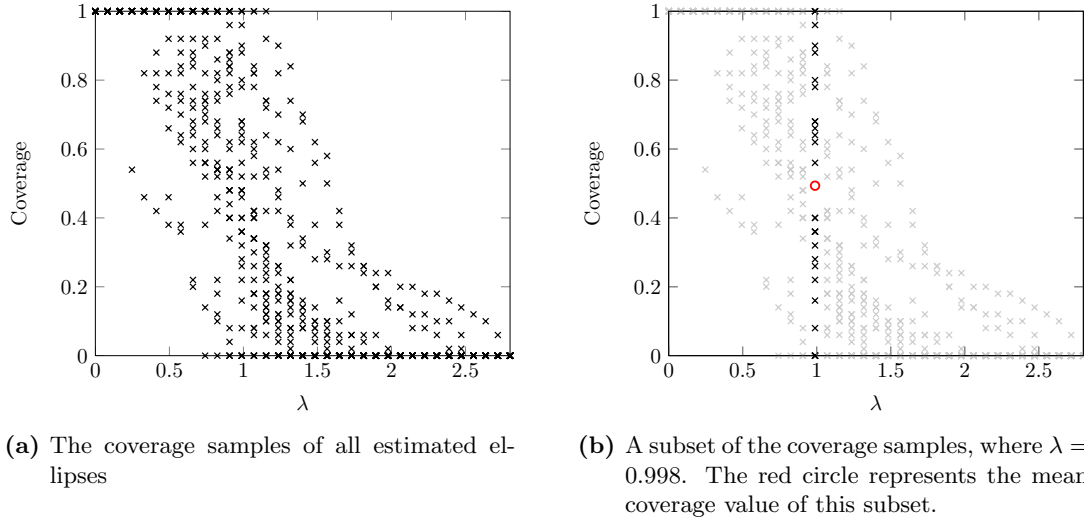 1
0.8
0.6
0.4
0.2
0
Coverage
0
0.5
1
1.5
2
2.5
λ
1
0.8
0.6
0.4
0.2
0
Coverage
0
0.5
1
1.5
2
2.5
λ
(a) The coverage samples of all estimated el-
lipses
(b) A subset of the coverage samples, where λ =
0.998. The red circle represents the mean
coverage value of this subset.